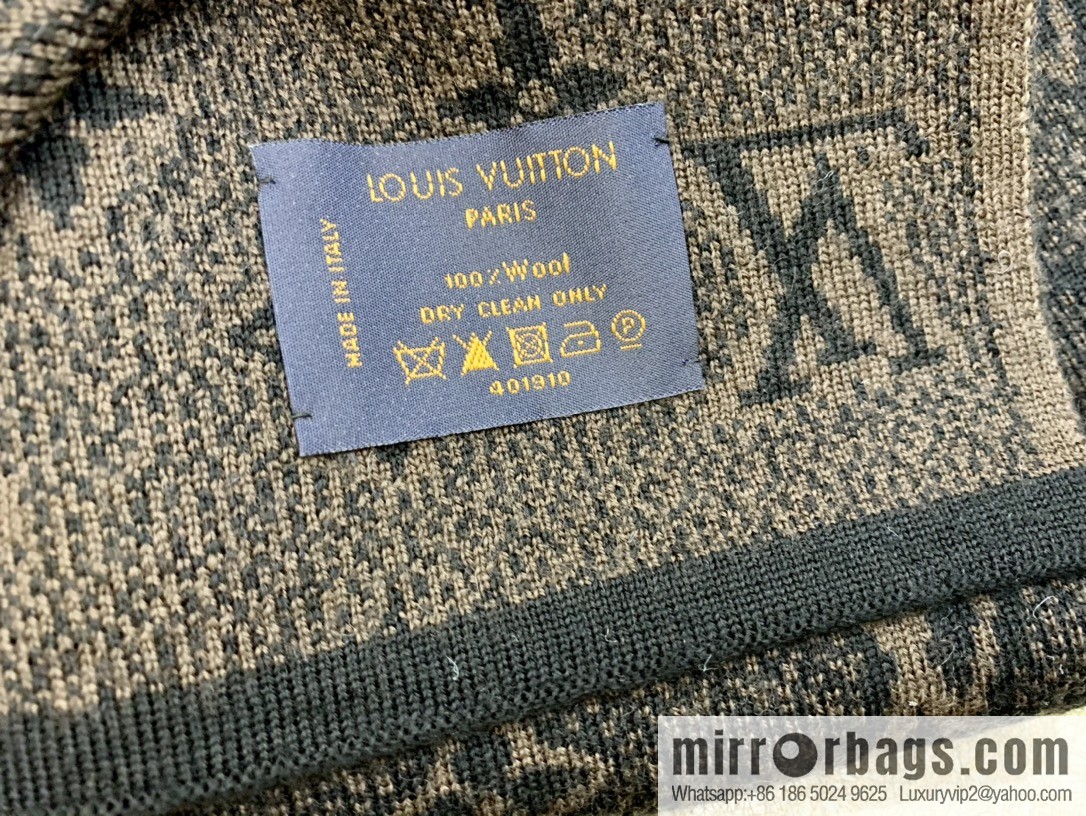 LOUIS VUITTON
PARIS
MADE IN ITALY
100% Wool
DRY CLEAN ONLY
P
401910
mirrorbags.com
Whatsapp:+86 186 5024 9625 Luxuryvip2@yahoo.com